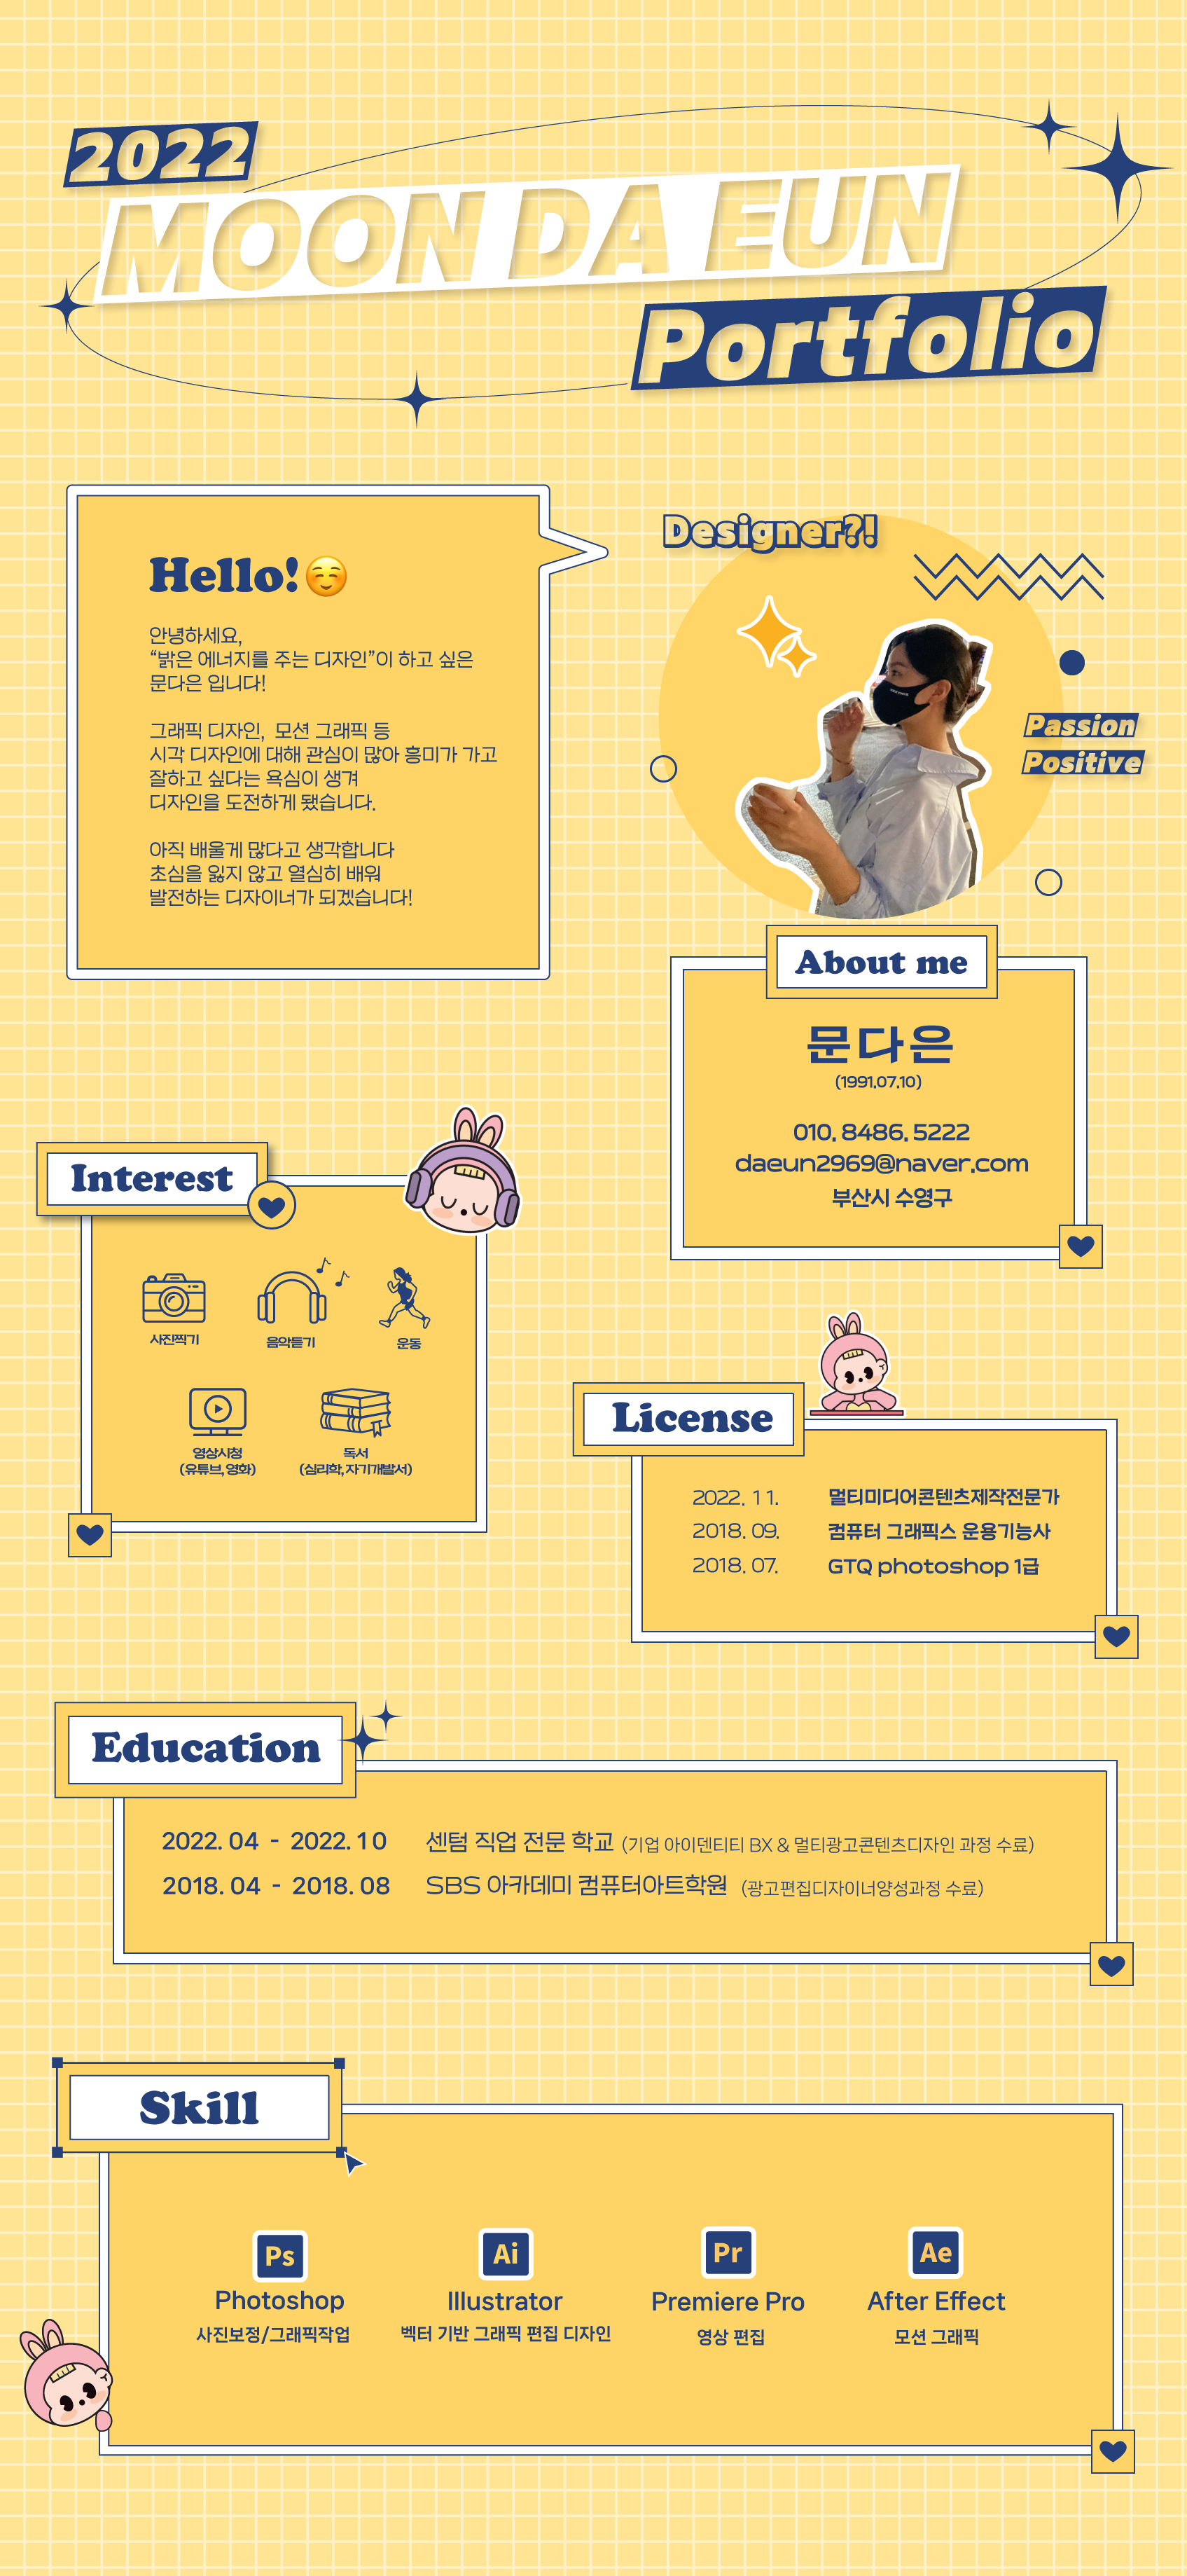 2022
MOON DA EUN
Portfolio
Hello!
안녕하세요,
“밝은 에너지를 주는 디자인”이 하고 싶은
문다은 입니다!
그래픽 디자인,  모션 그래픽 등
시각 디자인에 대해 관심이 많아 흥미가 가고
잘하고 싶다는 욕심이 생겨
디자인을 도전하게 됐습니다.
아직 배울게 많다고 생각합니다
초심을 잃지 않고 열심히 배워
발전하는 디자이너가 되겠습니다!
Designer?!
Passion
Positive
About me
문다은
(1991.07.10)
010. 8486. 5222
daeun2969@naver.com
부산시 수영구
Interest
사진찍기
음악듣기
운동
영상시청
(유튜브, 영화)
독서
(심리학, 자기개발서)
License
2022. 11. 멀티미디어콘텐츠제작전문가
2018. 09. 컴퓨터 그래픽스 운용기능사
2018. 07. GTQ photoshop 1급
Education
2022. 04 - 2022. 10 센텀 직업 전문 학교 (기업 아이덴티티 BX & 멀티광고콘텐츠디자인 과정 수료)
2018. 04 - 2018. 08 SBS 아카데미 컴퓨터아트학원 (광고편집디자이너양성과정 수료)
Skill
Ps
Photoshop
사진보정/그래픽작업
Ai
Illustrator
벡터 기반 그래픽 편집 디자인
Pr
Premiere Pro
영상 편집
Ae
After Effect
모션 그래픽